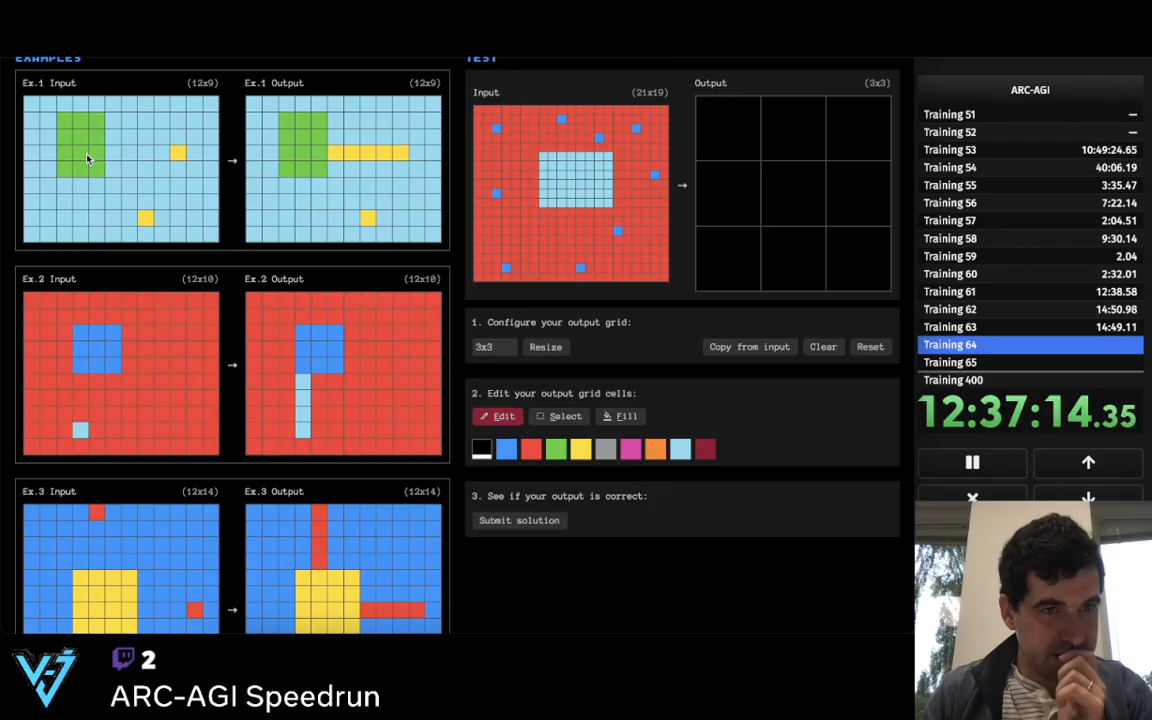 EXAMPLES
TEST
Ex.1 Input (12x9)
Ex.1 Output (12x9)
Ex.2 Input (12x10)
Ex.2 Output (12x10)
Ex.3 Input (12x14)
Ex.3 Output (12x14)
Input (21x19)
Output (3x3)
1. Configure your output grid:
3x3 Resize Copy from input Clear Reset
2. Edit your output grid cells:
Edit Select Fill
3. See if your output is correct:
Submit solution
ARC-AGI
Training 51 —
Training 52 —
Training 53 10:49:24.65
Training 54 40:06.19
Training 55 3:35.47
Training 56 7:22.14
Training 57 2:04.51
Training 58 9:30.14
Training 59 2.04
Training 60 2:32.01
Training 61 12:38.58
Training 62 14:50.98
Training 63 14:49.11
Training 64
Training 65
Training 400
12:37:14.35
2
ARC-AGI Speedrun